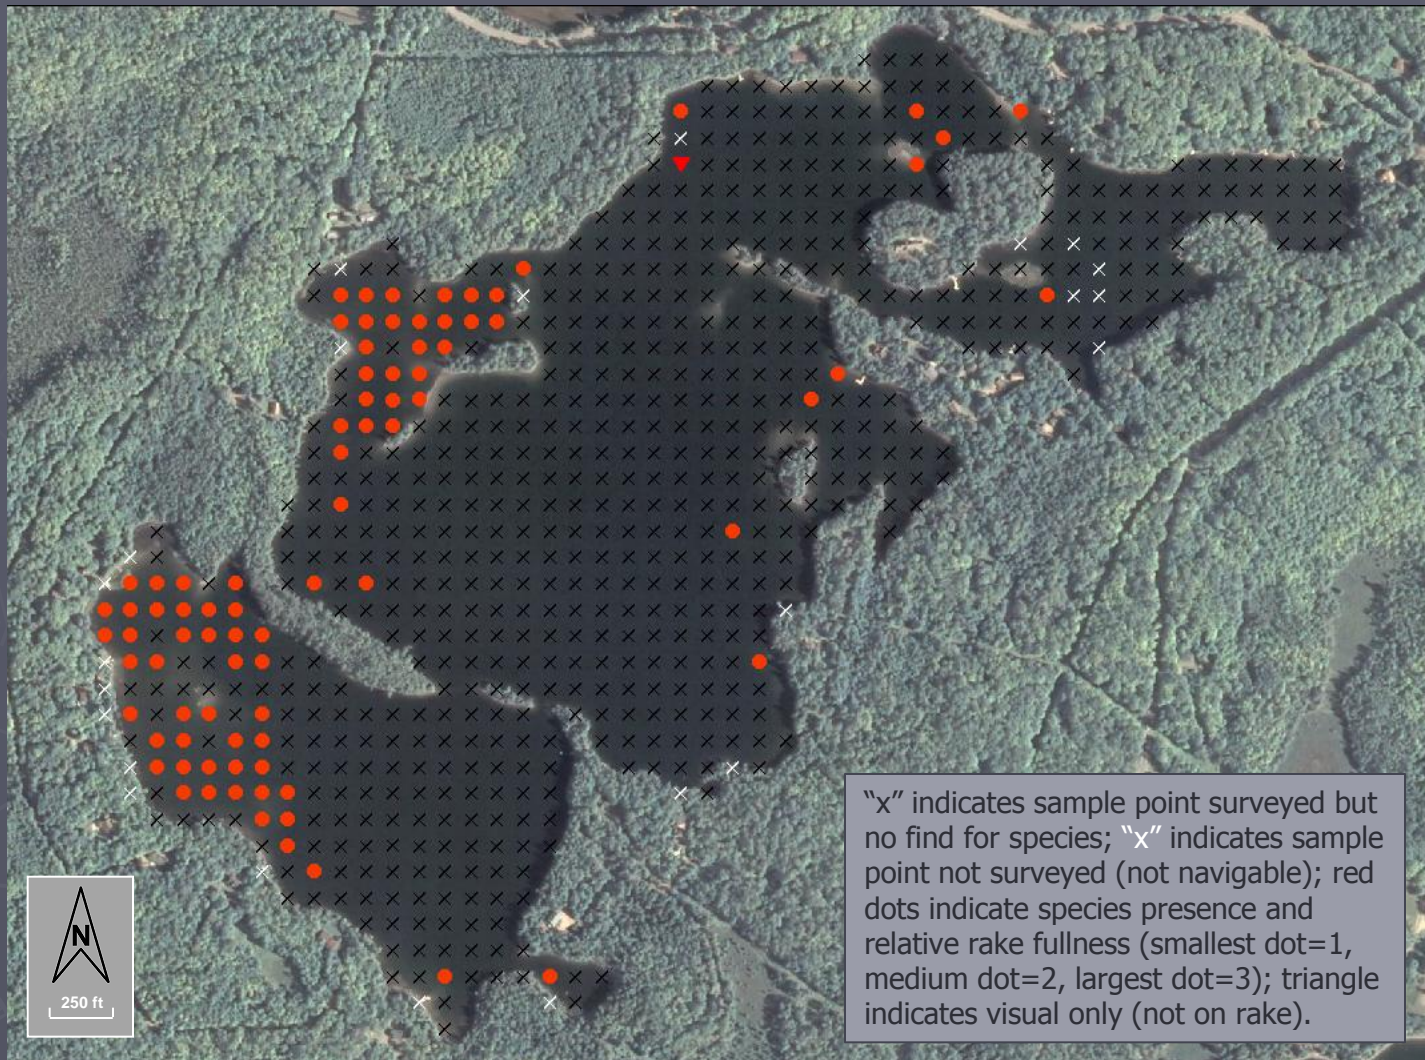 “x” indicates sample point surveyed but
no find for species; “x” indicates sample
point not surveyed (not navigable); red
dots indicate species presence and
relative rake fullness (smallest dot=1,
medium dot=2, largest dot=3); triangle
indicates visual only (not on rake).
N
250 ft